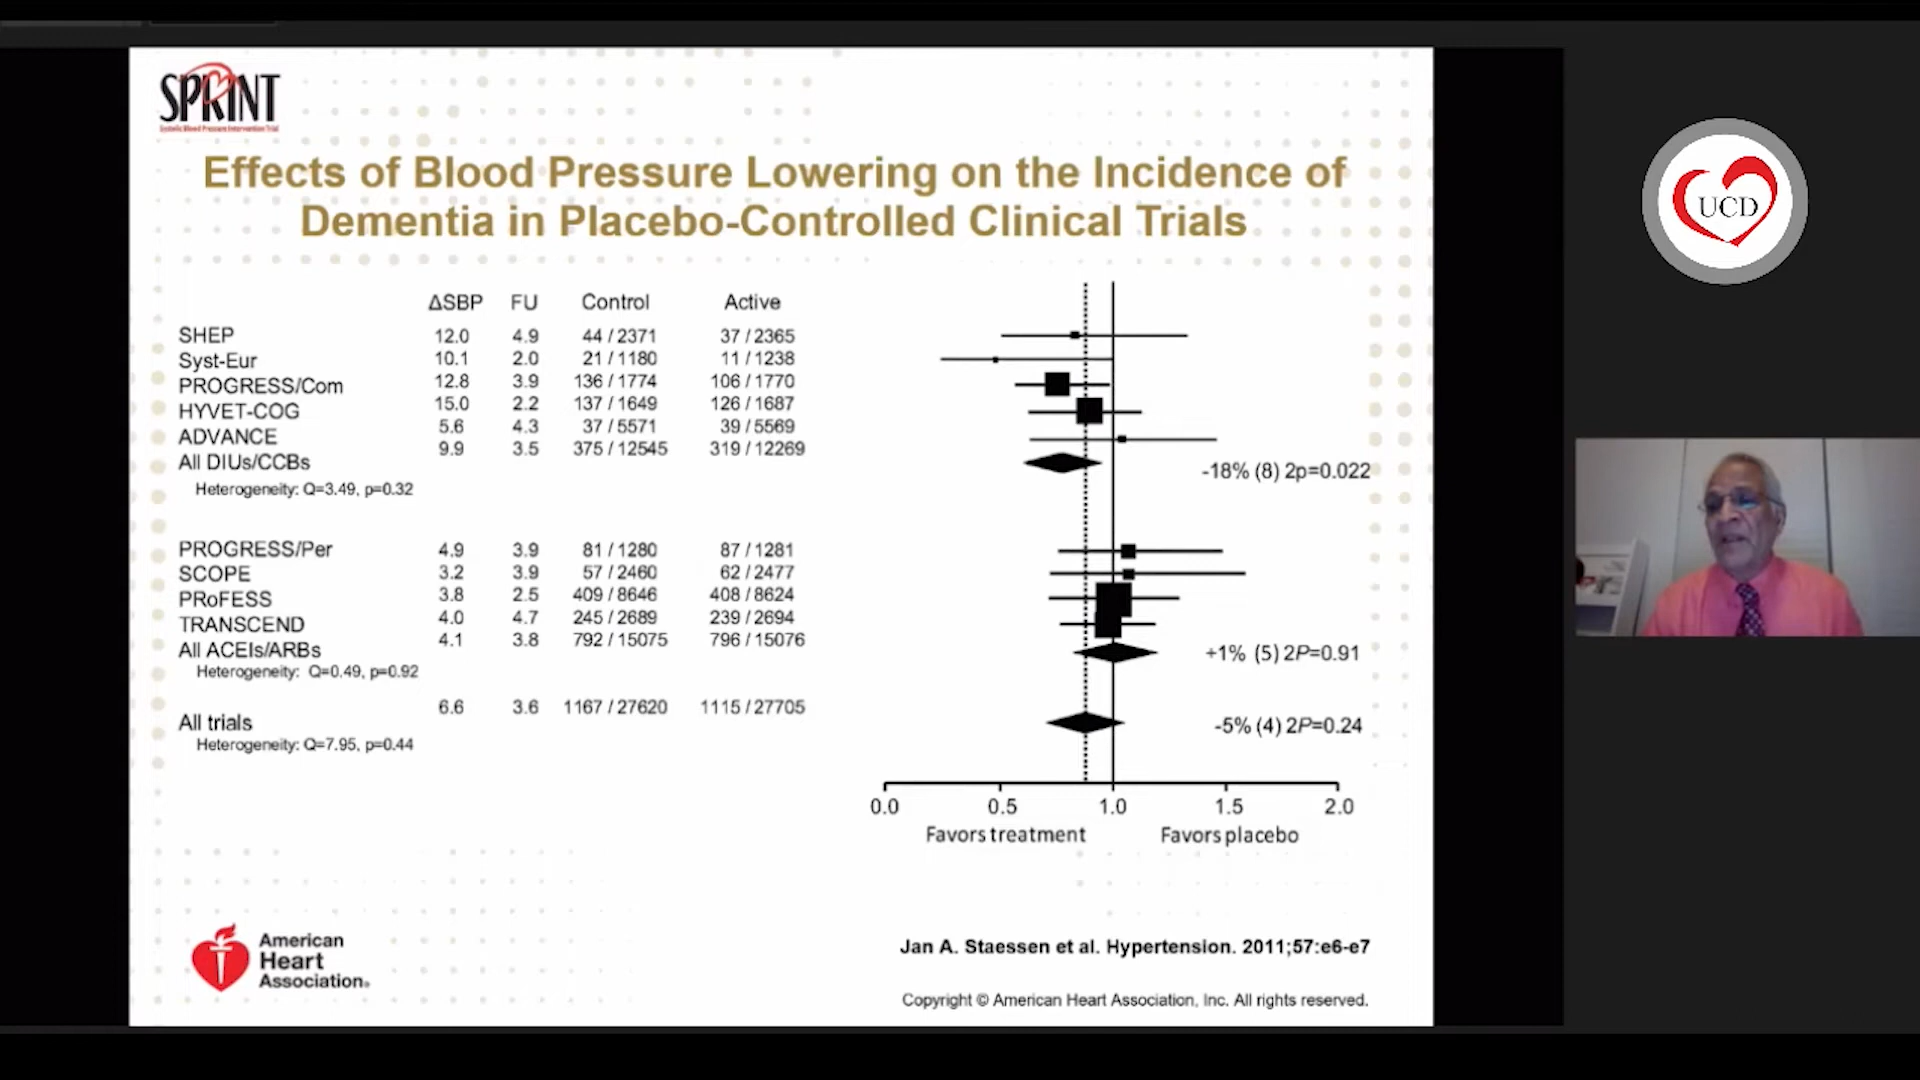 SPRINT
Systolic Blood Pressure Intervention Trial
Effects of Blood Pressure Lowering on the Incidence of
Dementia in Placebo-Controlled Clinical Trials
ΔSBP FU Control Active
SHEP 12.0 4.9 44 / 2371 37 / 2365
Syst-Eur 10.1 2.0 21 / 1180 11 / 1238
PROGRESS/Com 12.8 3.9 136 / 1774 106 / 1770
HYVET-COG 15.0 2.2 137 / 1649 126 / 1687
ADVANCE 5.6 4.3 37 / 5571 39 / 5569
All DIUs/CCBs 9.9 3.5 375 / 12545 319 / 12269
-18% (8) 2p=0.022
Heterogeneity: Q=3.49, p=0.32
PROGRESS/Per 4.9 3.9 81 / 1280 87 / 1281
SCOPE 3.2 3.9 57 / 2460 62 / 2477
PRoFESS 3.8 2.5 409 / 8646 408 / 8624
TRANSCEND 4.0 4.7 245 / 2689 239 / 2694
All ACEIs/ARBs 4.1 3.8 792 / 15075 796 / 15076
+1% (5) 2P=0.91
Heterogeneity: Q=0.49, p=0.92
All trials 6.6 3.6 1167 / 27620 1115 / 27705
-5% (4) 2P=0.24
Heterogeneity: Q=7.95, p=0.44
0.0 0.5 1.0 1.5 2.0
Favors treatment Favors placebo
American
Heart
Association®
Jan A. Staessen et al. Hypertension. 2011;57:e6-e7
Copyright © American Heart Association, Inc. All rights reserved.
UCD